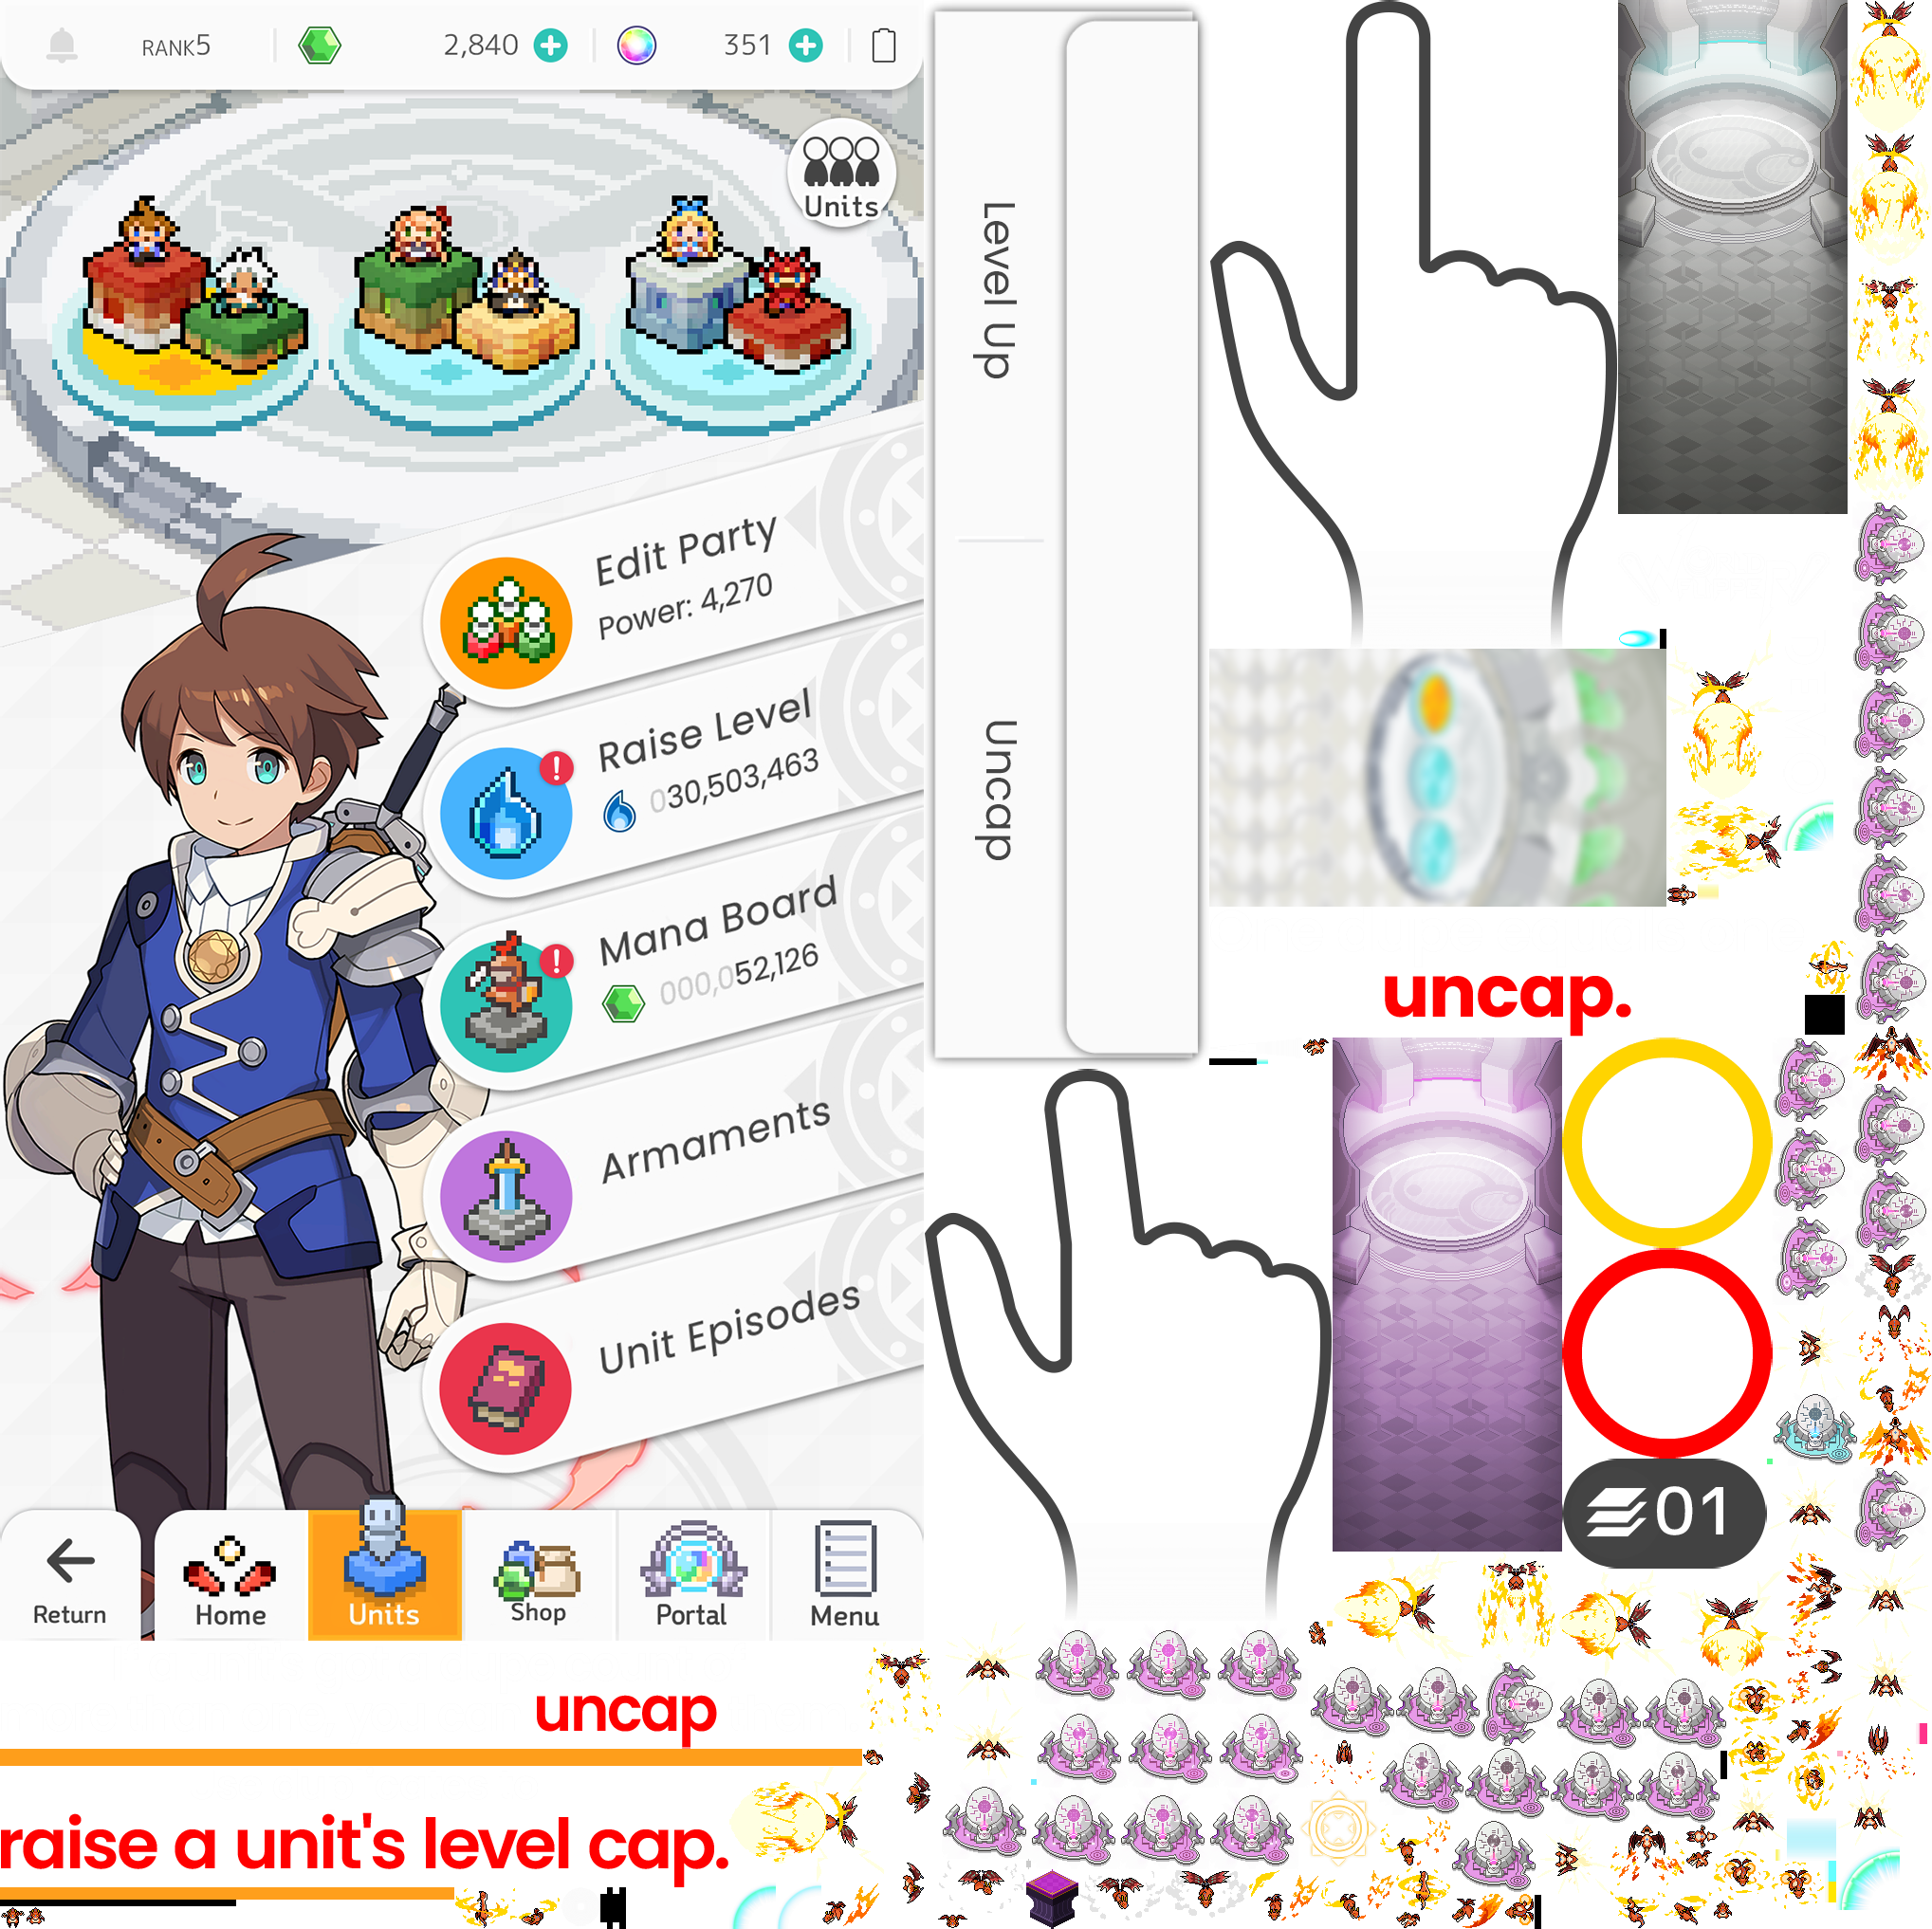 RANK5
2,840
351
Units
Edit Party
Power: 4,270
Raise Level
030,503,463
Mana Board
000,052,126
Armaments
Unit Episodes
Return
Home
Units
Shop
Portal
Menu
Level Up
Uncap
uncap.
01
uncap
raise a unit's level cap.